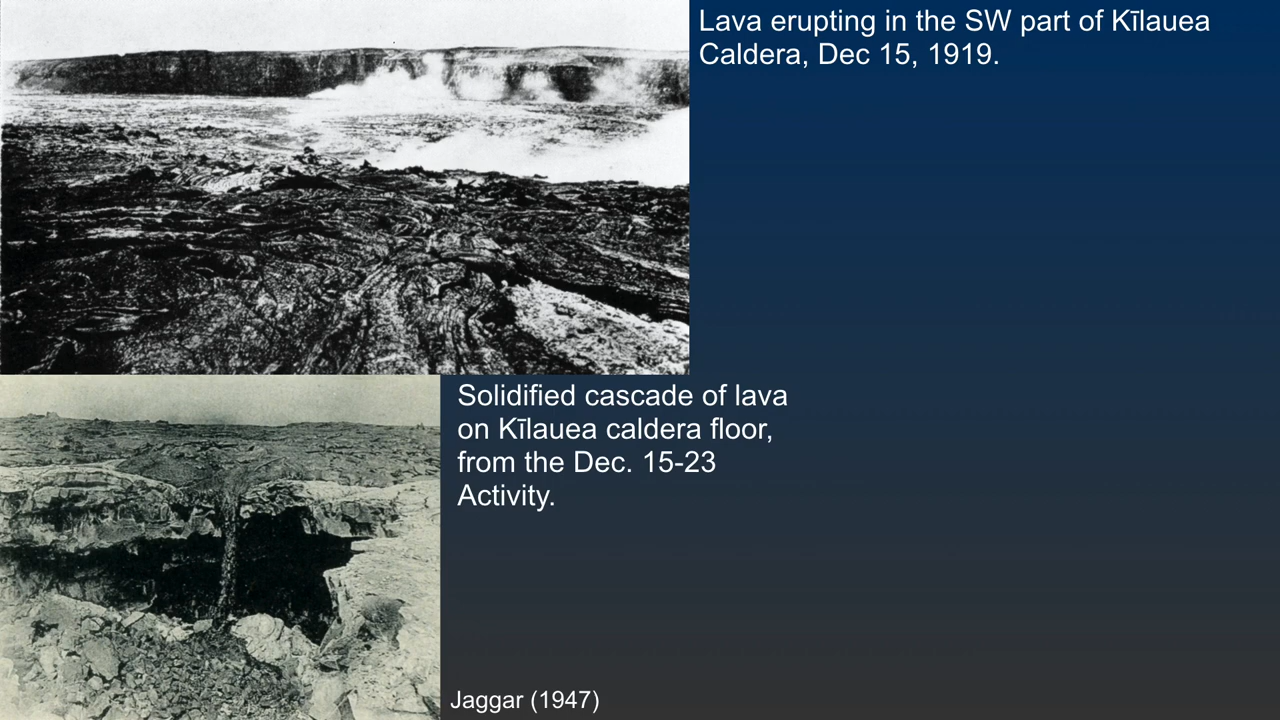 Lava erupting in the SW part of Kīlauea
Caldera, Dec 15, 1919.
Solidified cascade of lava
on Kīlauea caldera floor,
from the Dec. 15-23
Activity.
Jaggar (1947)